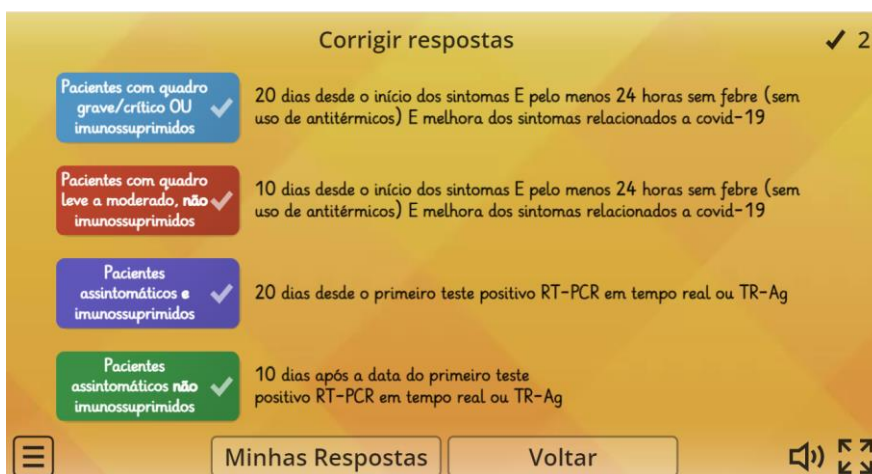 Corrigir respostas
✔ 2
Pacientes com quadro
grave/crítico OU
imunossuprimidos
20 dias desde o início dos sintomas E pelo menos 24 horas sem febre (sem
uso de antitérmicos) E melhora dos sintomas relacionados a covid-19
Pacientes com quadro
leve a moderado, não
imunossuprimidos
10 dias desde o início dos sintomas E pelo menos 24 horas sem febre (sem
uso de antitérmicos) E melhora dos sintomas relacionados a covid-19
Pacientes
assintomáticos e
imunossuprimidos
20 dias desde o primeiro teste positivo RT-PCR em tempo real ou TR-Ag
Pacientes
assintomáticos não
imunossuprimidos
10 dias após a data do primeiro teste
positivo RT-PCR em tempo real ou TR-Ag
Minhas Respostas
Voltar